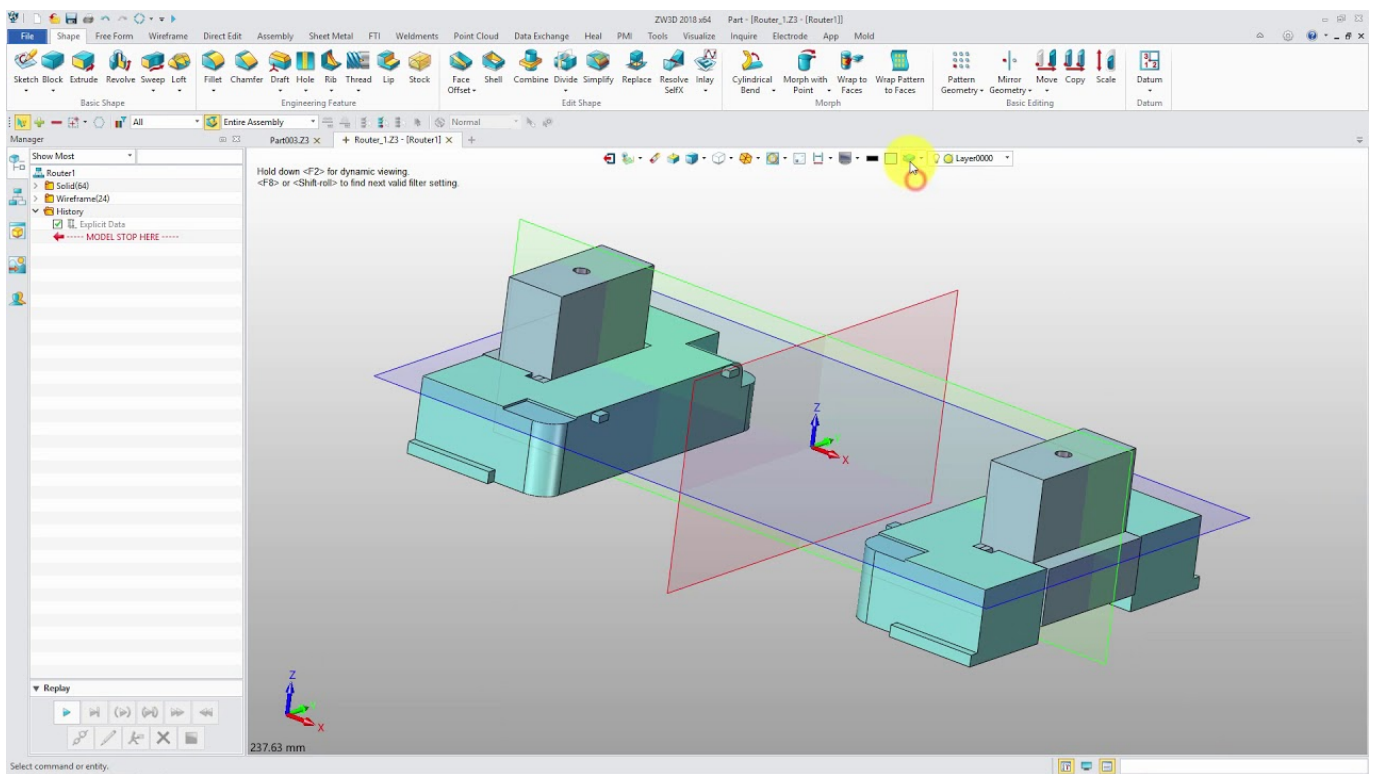 ZW3D 2018 x64 Part - [Router_1.Z3 - [Router1]]
File Shape Free Form Wireframe Direct Edit Assembly Sheet Metal FTI Weldments Point Cloud Data Exchange Heal PMI Tools Visualize Inquire Electrode App Mold
Sketch Block Extrude Revolve Sweep Loft Fillet Chamfer Draft Hole Rib Thread Lip Stock Face Offset Shell Combine Divide Simplify Replace Resolve SelfX Inlay Cylindrical Bend Morph with Point Wrap to Faces Wrap Pattern to Faces Pattern Geometry Mirror Geometry Move Copy Scale Datum
Basic Shape Engineering Feature Edit Shape Morph Basic Editing Datum
All Entire Assembly Normal
Manager Part003.Z3 Router_1.Z3 - [Router1]
Show Most
Layer0000
Router1
Solid(64)
Wireframe(24)
History
Explicit Data
----- MODEL STOP HERE -----
Hold down <F2> for dynamic viewing.
<F8> or <Shift-roll> to find next valid filter setting.
Z
X
Replay
Z
X
237.63 mm
Select command or entity.